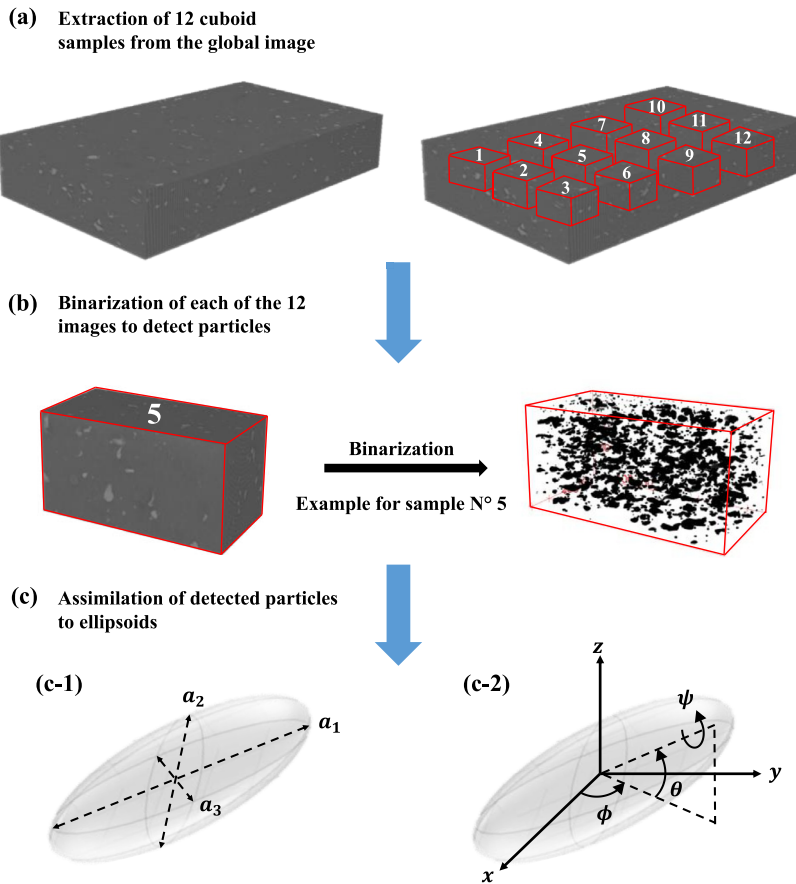 (a) Extraction of 12 cuboid
samples from the global image
10
7 11
4 8 12
1 5 9
2 6
3
(b) Binarization of each of the 12
images to detect particles
5
Binarization
Example for sample N° 5
(c) Assimilation of detected particles
to ellipsoids
(c-1) (c-2)
z
a₂ ψ
a₁
y
a₃ θ
ϕ
x